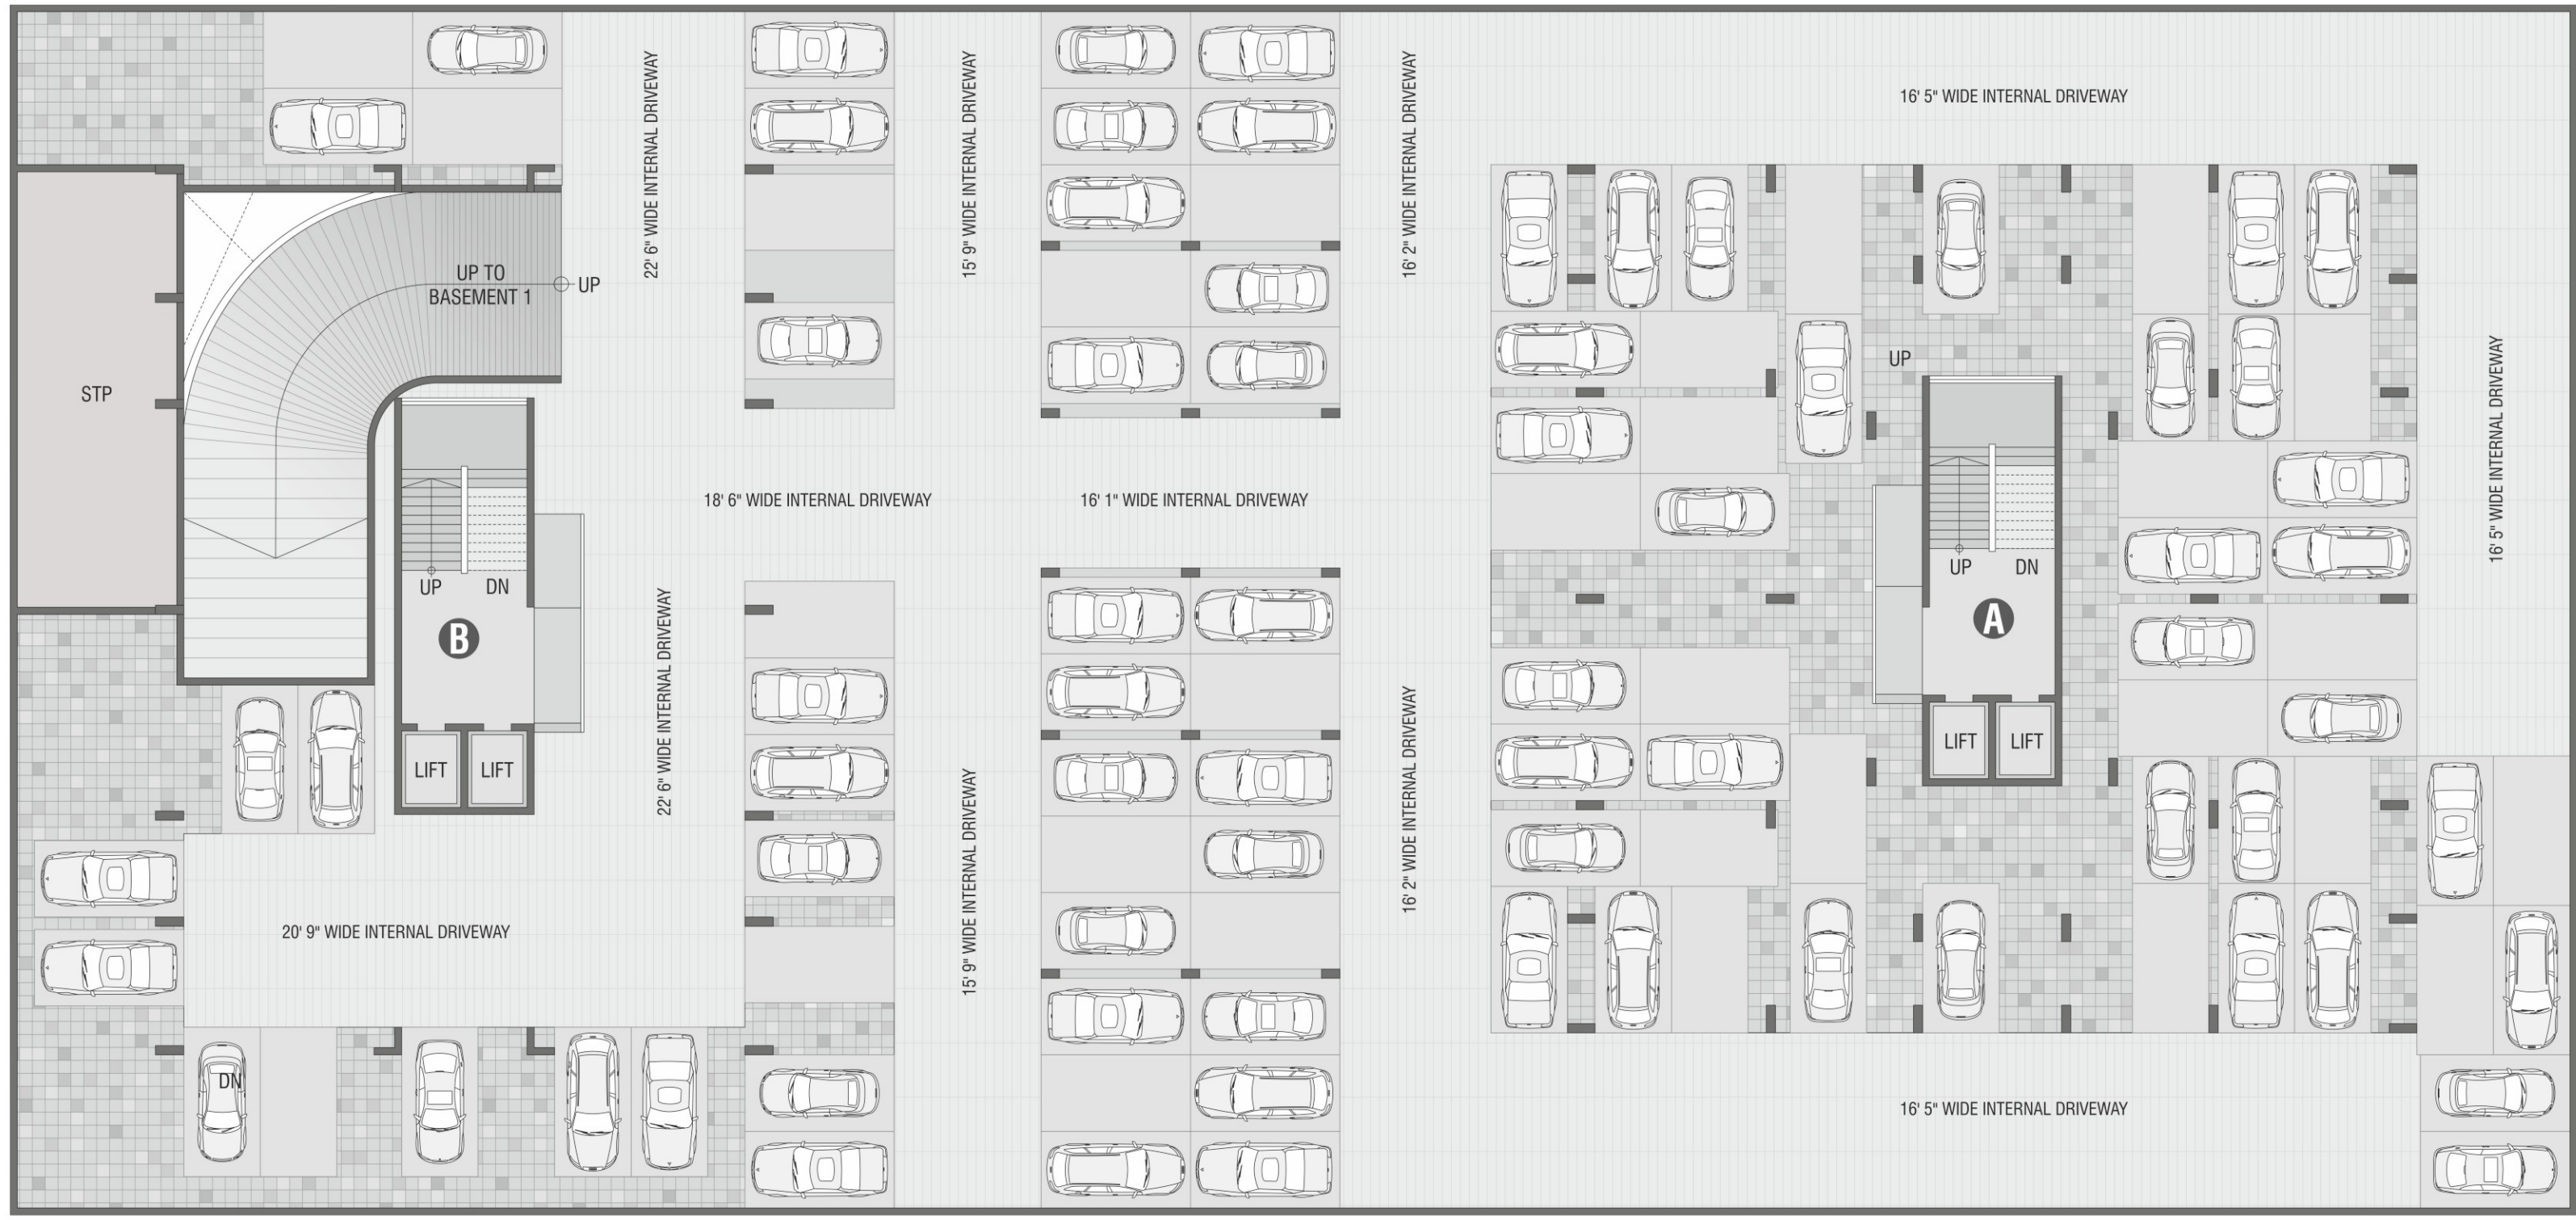 22' 6" WIDE INTERNAL DRIVEWAY
15' 9" WIDE INTERNAL DRIVEWAY
16' 2" WIDE INTERNAL DRIVEWAY
16' 5" WIDE INTERNAL DRIVEWAY
UP TO
BASEMENT 1
UP
STP
UP
16' 5" WIDE INTERNAL DRIVEWAY
18' 6" WIDE INTERNAL DRIVEWAY
16' 1" WIDE INTERNAL DRIVEWAY
UP
DN
B
LIFT
LIFT
22' 6" WIDE INTERNAL DRIVEWAY
15' 9" WIDE INTERNAL DRIVEWAY
16' 2" WIDE INTERNAL DRIVEWAY
UP
DN
A
LIFT
LIFT
20' 9" WIDE INTERNAL DRIVEWAY
DN
16' 5" WIDE INTERNAL DRIVEWAY